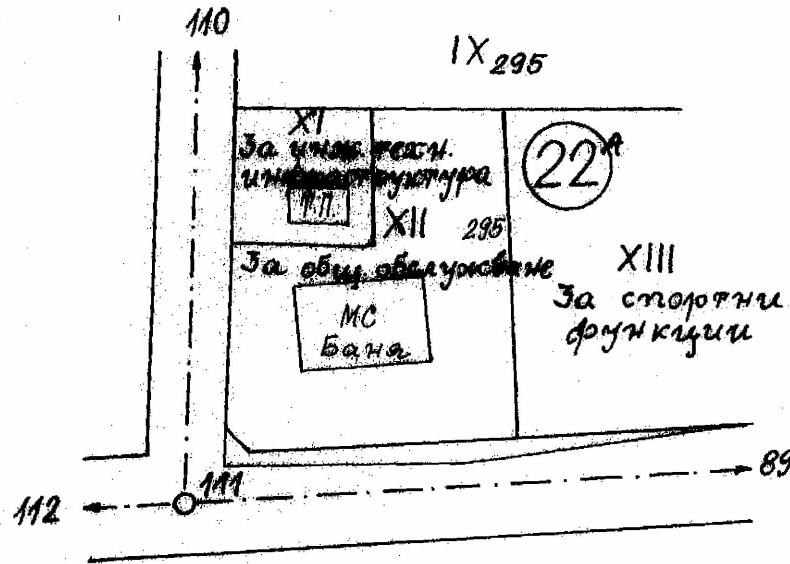 110
IX 295
XI
За инж. техн.
инфраструктура
Т.П.
22 А
XII 295
За общ. обслужване
XIII
За спортни
функции
МС
Баня
89
111
112